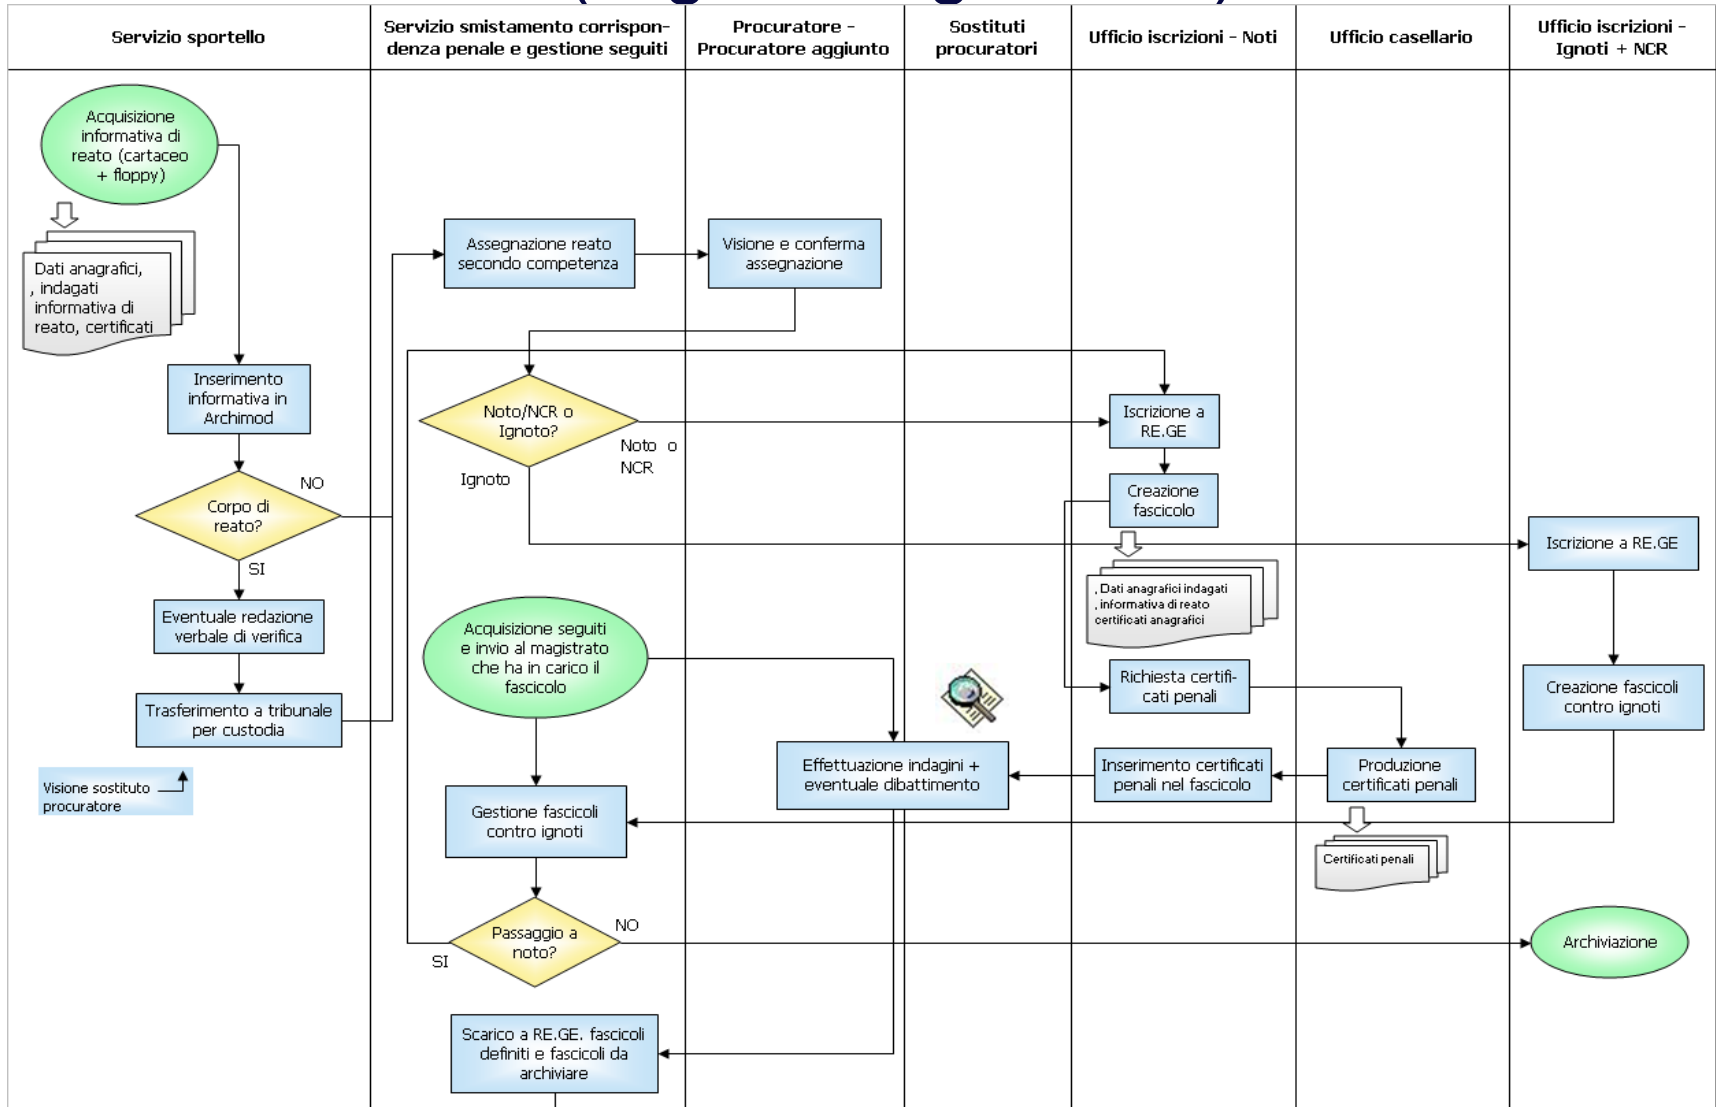 Servizio sportello
Servizio smistamento corrispon-
denza penale e gestione seguiti
Procuratore -
Procuratore aggiunto
Sostituti
procuratori
Ufficio iscrizioni - Noti
Ufficio casellario
Ufficio iscrizioni -
Ignoti + NCR
Acquisizione
informativa di
reato (cartaceo
+ floppy)
Dati anagrafici,
, indagati
informativa di
reato, certificati
Assegnazione reato
secondo competenza
Visione e conferma
assegnazione
Inserimento
informativa in
Archimod
Noto/NCR o
Ignoto?
Noto o
NCR
Ignoto
Iscrizione a
RE.GE
Corpo di
reato?
NO
SI
Creazione
fascicolo
Iscrizione a RE.GE
, Dati anagrafici indagati
, informativa di reato
certificati anagrafici
Eventuale redazione
verbale di verifica
Acquisizione seguiti
e invio al magistrato
che ha in carico il
fascicolo
Richiesta certifi-
cati penali
Creazione fascicoli
contro ignoti
Trasferimento a tribunale
per custodia
Visione sostituto
procuratore
Effettuazione indagini +
eventuale dibattimento
Inserimento certificati
penali nel fascicolo
Produzione
certificati penali
Gestione fascicoli
contro ignoti
Certificati penali
Passaggio a
noto?
NO
SI
Archiviazione
Scarico a RE.GE. fascicoli
definiti e fascicoli da
archiviare